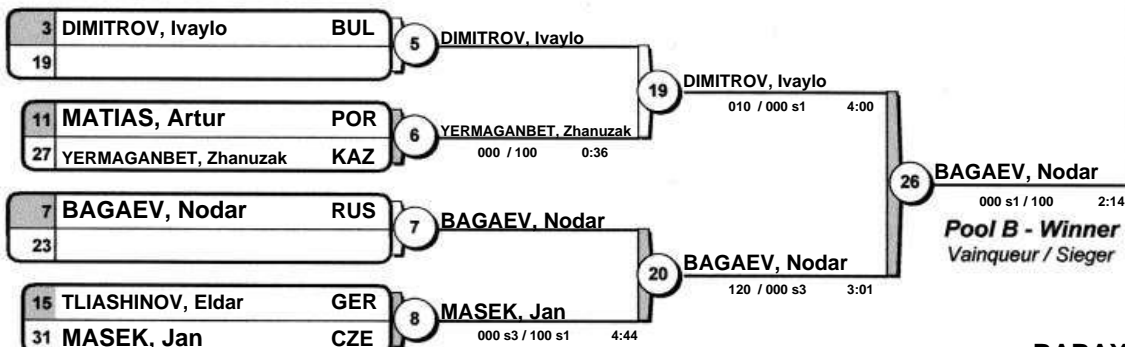 3 DIMITROV, Ivaylo BUL
19
5 DIMITROV, Ivaylo
11 MATIAS, Artur POR
27 YERMAGANBET, Zhanuzak KAZ
6 YERMAGANBET, Zhanuzak
000 / 100 0:36
19 DIMITROV, Ivaylo
010 / 000 s1 4:00
7 BAGAEV, Nodar RUS
23
7 BAGAEV, Nodar
15 TLIASHINOV, Eldar GER
31 MASEK, Jan CZE
8 MASEK, Jan
000 s3 / 100 s1 4:44
20 BAGAEV, Nodar
120 / 000 s3 3:01
26 BAGAEV, Nodar
000 s1 / 100 2:14
Pool B - Winner
Vainqueur / Sieger